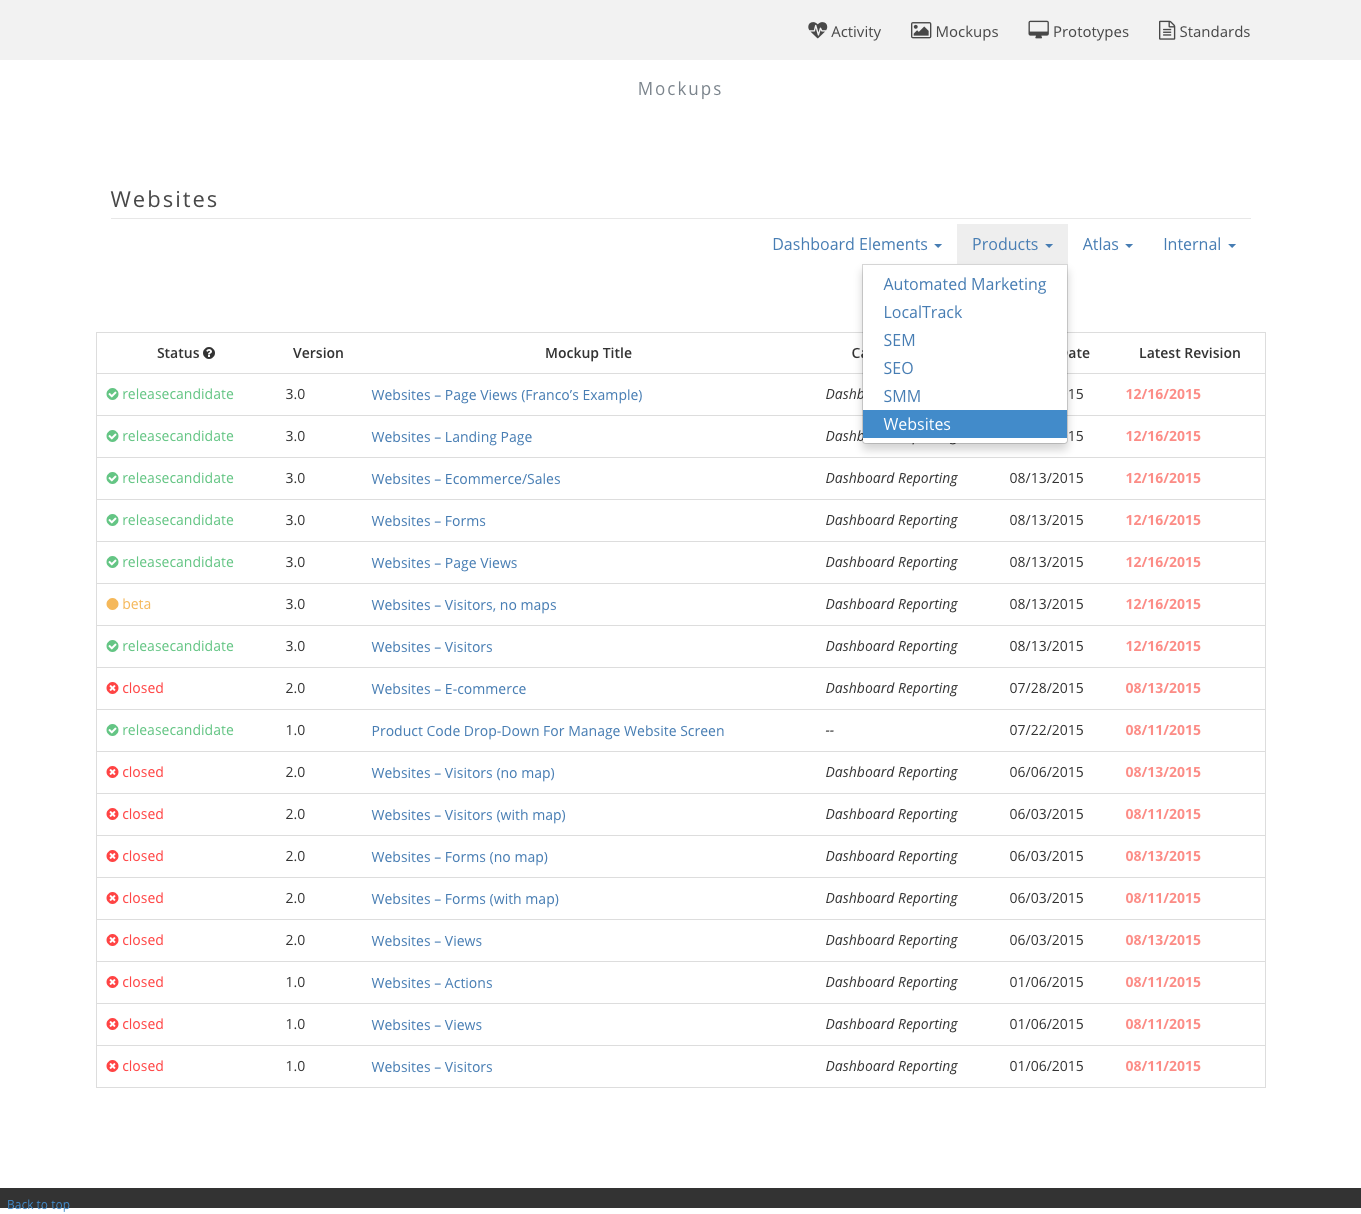 Activity Mockups Prototypes Standards
Mockups
Websites
Dashboard Elements Products Atlas Internal
Automated Marketing
LocalTrack
SEM
SEO
SMM
Websites
Status Version Mockup Title Latest Revision
releasecandidate 3.0 Websites – Page Views (Franco’s Example) 12/16/2015
releasecandidate 3.0 Websites – Landing Page 12/16/2015
releasecandidate 3.0 Websites – Ecommerce/Sales Dashboard Reporting 08/13/2015 12/16/2015
releasecandidate 3.0 Websites – Forms Dashboard Reporting 08/13/2015 12/16/2015
releasecandidate 3.0 Websites – Page Views Dashboard Reporting 08/13/2015 12/16/2015
beta 3.0 Websites – Visitors, no maps Dashboard Reporting 08/13/2015 12/16/2015
releasecandidate 3.0 Websites – Visitors Dashboard Reporting 08/13/2015 12/16/2015
closed 2.0 Websites – E-commerce Dashboard Reporting 07/28/2015 08/13/2015
releasecandidate 1.0 Product Code Drop-Down For Manage Website Screen -- 07/22/2015 08/11/2015
closed 2.0 Websites – Visitors (no map) Dashboard Reporting 06/06/2015 08/13/2015
closed 2.0 Websites – Visitors (with map) Dashboard Reporting 06/03/2015 08/11/2015
closed 2.0 Websites – Forms (no map) Dashboard Reporting 06/03/2015 08/13/2015
closed 2.0 Websites – Forms (with map) Dashboard Reporting 06/03/2015 08/11/2015
closed 2.0 Websites – Views Dashboard Reporting 06/03/2015 08/13/2015
closed 1.0 Websites – Actions Dashboard Reporting 01/06/2015 08/11/2015
closed 1.0 Websites – Views Dashboard Reporting 01/06/2015 08/11/2015
closed 1.0 Websites – Visitors Dashboard Reporting 01/06/2015 08/11/2015
Back to top